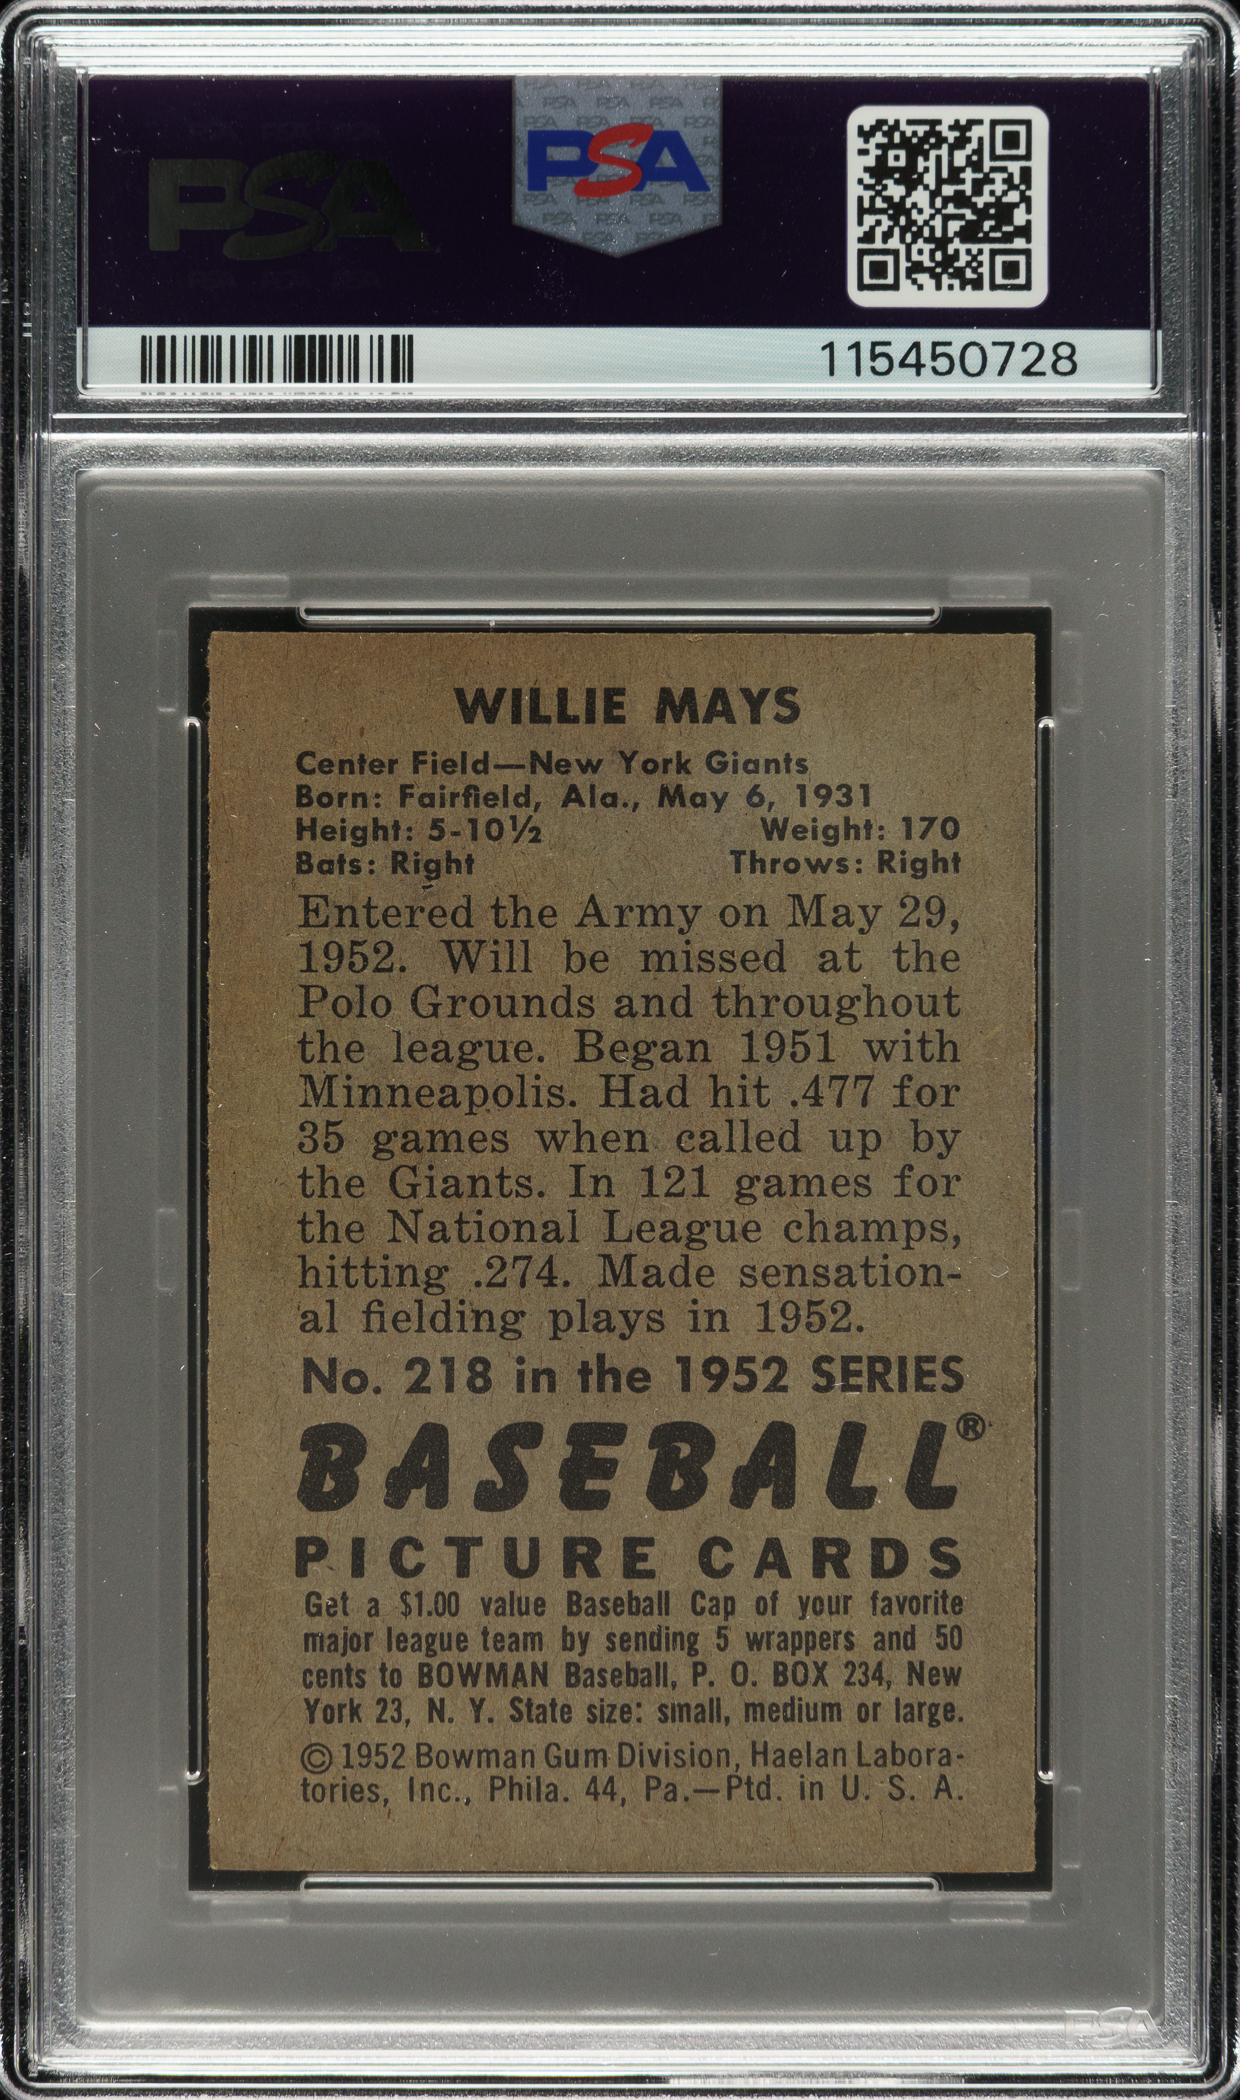 PSA
PSA
115450728
WILLIE MAYS
Center Field—New York Giants
Born: Fairfield, Ala., May 6, 1931
Height: 5-10½ Weight: 170
Bats: Right Throws: Right
Entered the Army on May 29,
1952. Will be missed at the
Polo Grounds and throughout
the league. Began 1951 with
Minneapolis. Had hit .477 for
35 games when called up by
the Giants. In 121 games for
the National League champs,
hitting .274. Made sensation-
al fielding plays in 1952.
No. 218 in the 1952 SERIES
BASEBALL®
PICTURE CARDS
Get a $1.00 value Baseball Cap of your favorite
major league team by sending 5 wrappers and 50
cents to BOWMAN Baseball, P. O. BOX 234, New
York 23, N. Y. State size: small, medium or large.
© 1952 Bowman Gum Division, Haelan Labora-
tories, Inc., Phila. 44, Pa.—Ptd. in U. S. A.
PSA